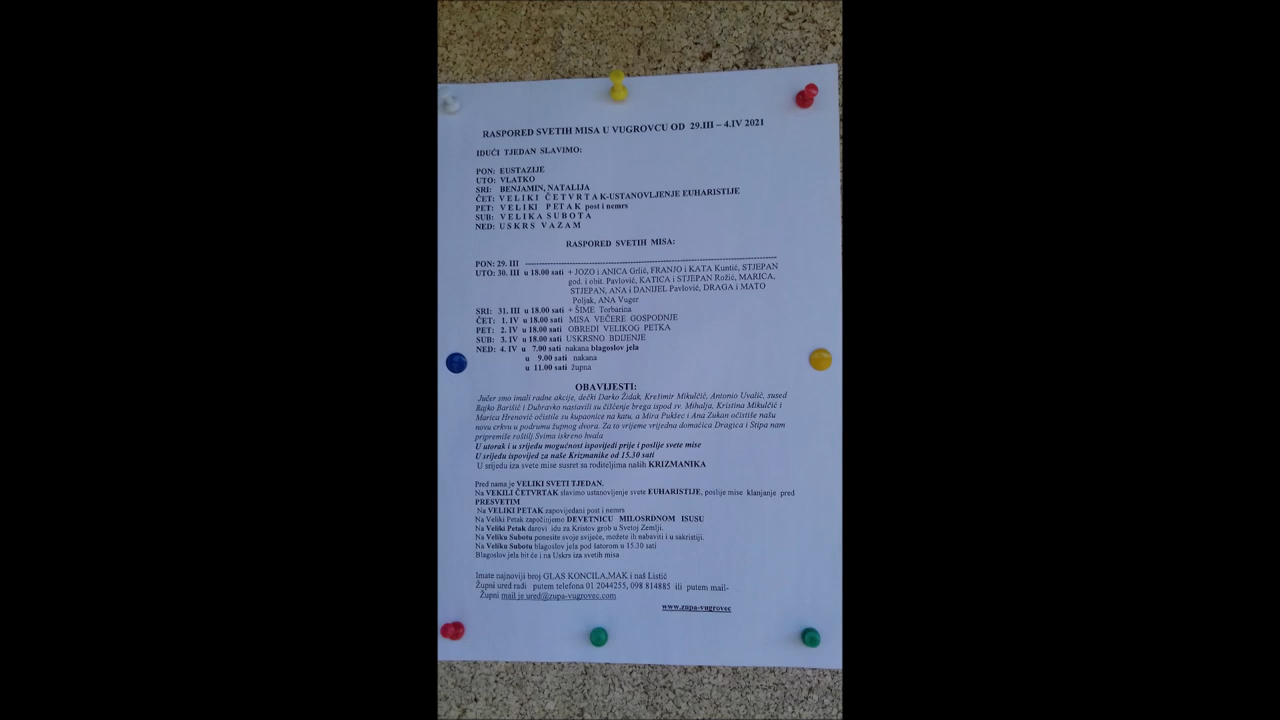 RASPORED SVETIH MISA U VUGROVCU OD 29.III – 4.IV 2021
IDUĆI TJEDAN SLAVIMO:
PON: EUSTAZIJE
UTO: VLATKO
SRI: BENJAMIN, NATALIJA
ČET: V E L I K I Č E T V R T A K-USTANOVLJENJE EUHARISTIJE
PET: V E L I K I P E T A K post i nemrs
SUB: V E L I K A S U B O T A
NED: U S K R S V A Z A M
RASPORED SVETIH MISA:
PON: 29. III ------------------------------------------------------------
UTO: 30. III u 18.00 sati + JOZO i ANICA Grlić, FRANJO i KATA Kuntić, STJEPAN
god. i obit. Pavlović, KATICA i STJEPAN Rožić, MARICA,
STJEPAN, ANA i DANIJEL Pavlović, DRAGA i MATO
Poljak, ANA Vuger
SRI: 31. III u 18.00 sati + ŠIME Torbarina
ČET: 1. IV u 18.00 sati MISA VEČERE GOSPODNJE
PET: 2. IV u 18.00 sati OBREDI VELIKOG PETKA
SUB: 3. IV u 18.00 sati USKRSNO BDIJENJE
NED: 4. IV u 7.00 sati nakana blagoslov jela
u 9.00 sati nakana
u 11.00 sati župna
OBAVIJESTI:
Jučer smo imali radne akcije, dečki Darko Židak, Krešimir Mikulčić, Antonio Uvalić, sused
Rajko Barišić i Dubravko nastavili su čišćenje brega ispod sv. Mihalja, Kristina Mikulčić i
Marica Hrenović očistile su kupaonice na katu, a Mira Pukšec i Ana Zukan očistiše našu
novu crkvu u podrumu župnog dvora. Za to vrijeme vrijedna domaćica Dragica i Stipa nam
pripremiše roštilj Svima iskreno hvala
U utorak i u srijedu mogućnost ispovijedi prije i poslije svete mise
U srijedu ispovijed za naše Krizmanike od 15.30 sati
U srijedu iza svete mise susret sa roditeljima naših KRIZMANIKA
Pred nama je VELIKI SVETI TJEDAN.
Na VEKILI ČETVRTAK slavimo ustanovljenje svete EUHARISTIJE, poslije mise klanjanje pred
PRESVETIM
Na VELIKI PETAK zapovijedani post i nemrs
Na Veliki Petak započinjemo DEVETNICU MILOSRDNOM ISUSU
Na Veliki Petak darovi idu za Kristov grob u Svetoj Zemlji.
Na Veliku Subotu ponesite svoje svijeće, možete ih nabaviti i u sakristiji.
Na Veliku Subotu blagoslov jela pod šatorom u 15.30 sati
Blagoslov jela bit će i na Uskrs iza svetih misa
Imate najnoviji broj GLAS KONCILA,MAK i naš Listić
Župni ured radi putem telefona 01 2044255, 098 814885 ili putem mail-
Župni mail je ured@zupa-vugrovec.com
www.zupa-vugrovec